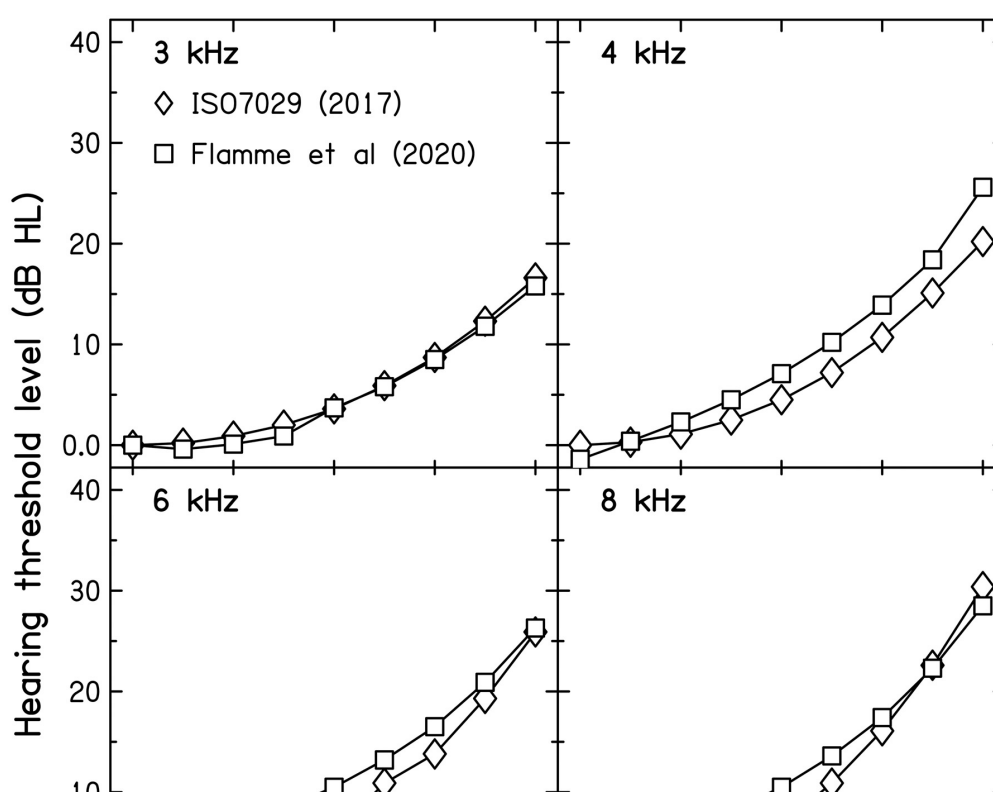 Hearing threshold level (dB HL)
40
30
20
10
0.0
3 kHz
ISO7029 (2017)
Flamme et al (2020)
4 kHz
40
30
20
10
6 kHz
8 kHz